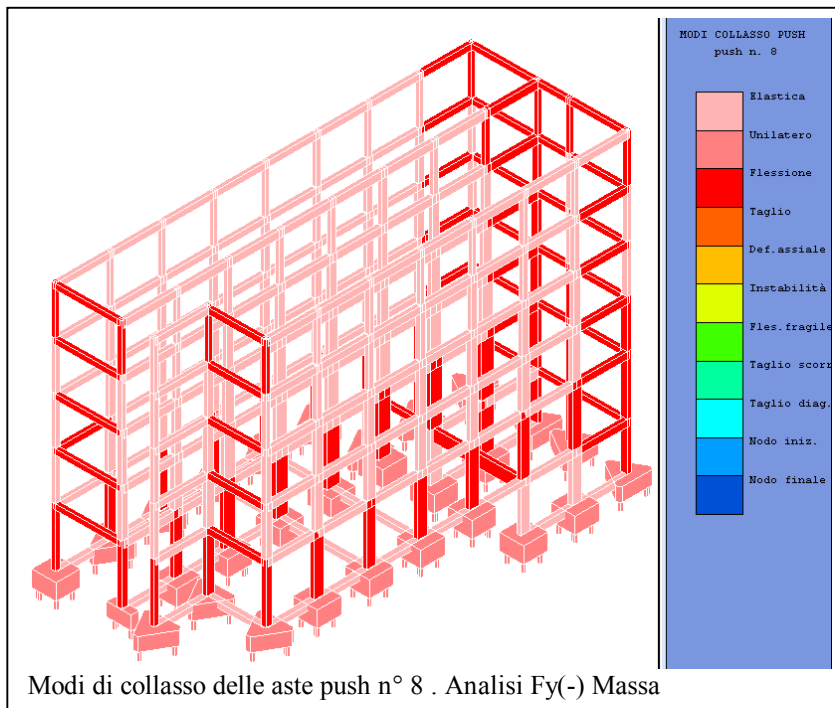 MODI COLLASSO PUSH
push n. 8
Elastica
Unilatero
Flessione
Taglio
Def.assiale
Instabilità
Fles.fragile
Taglio scorr
Taglio diag.
Nodo iniz.
Nodo finale
Modi di collasso delle aste push n° 8 . Analisi Fy(-) Massa